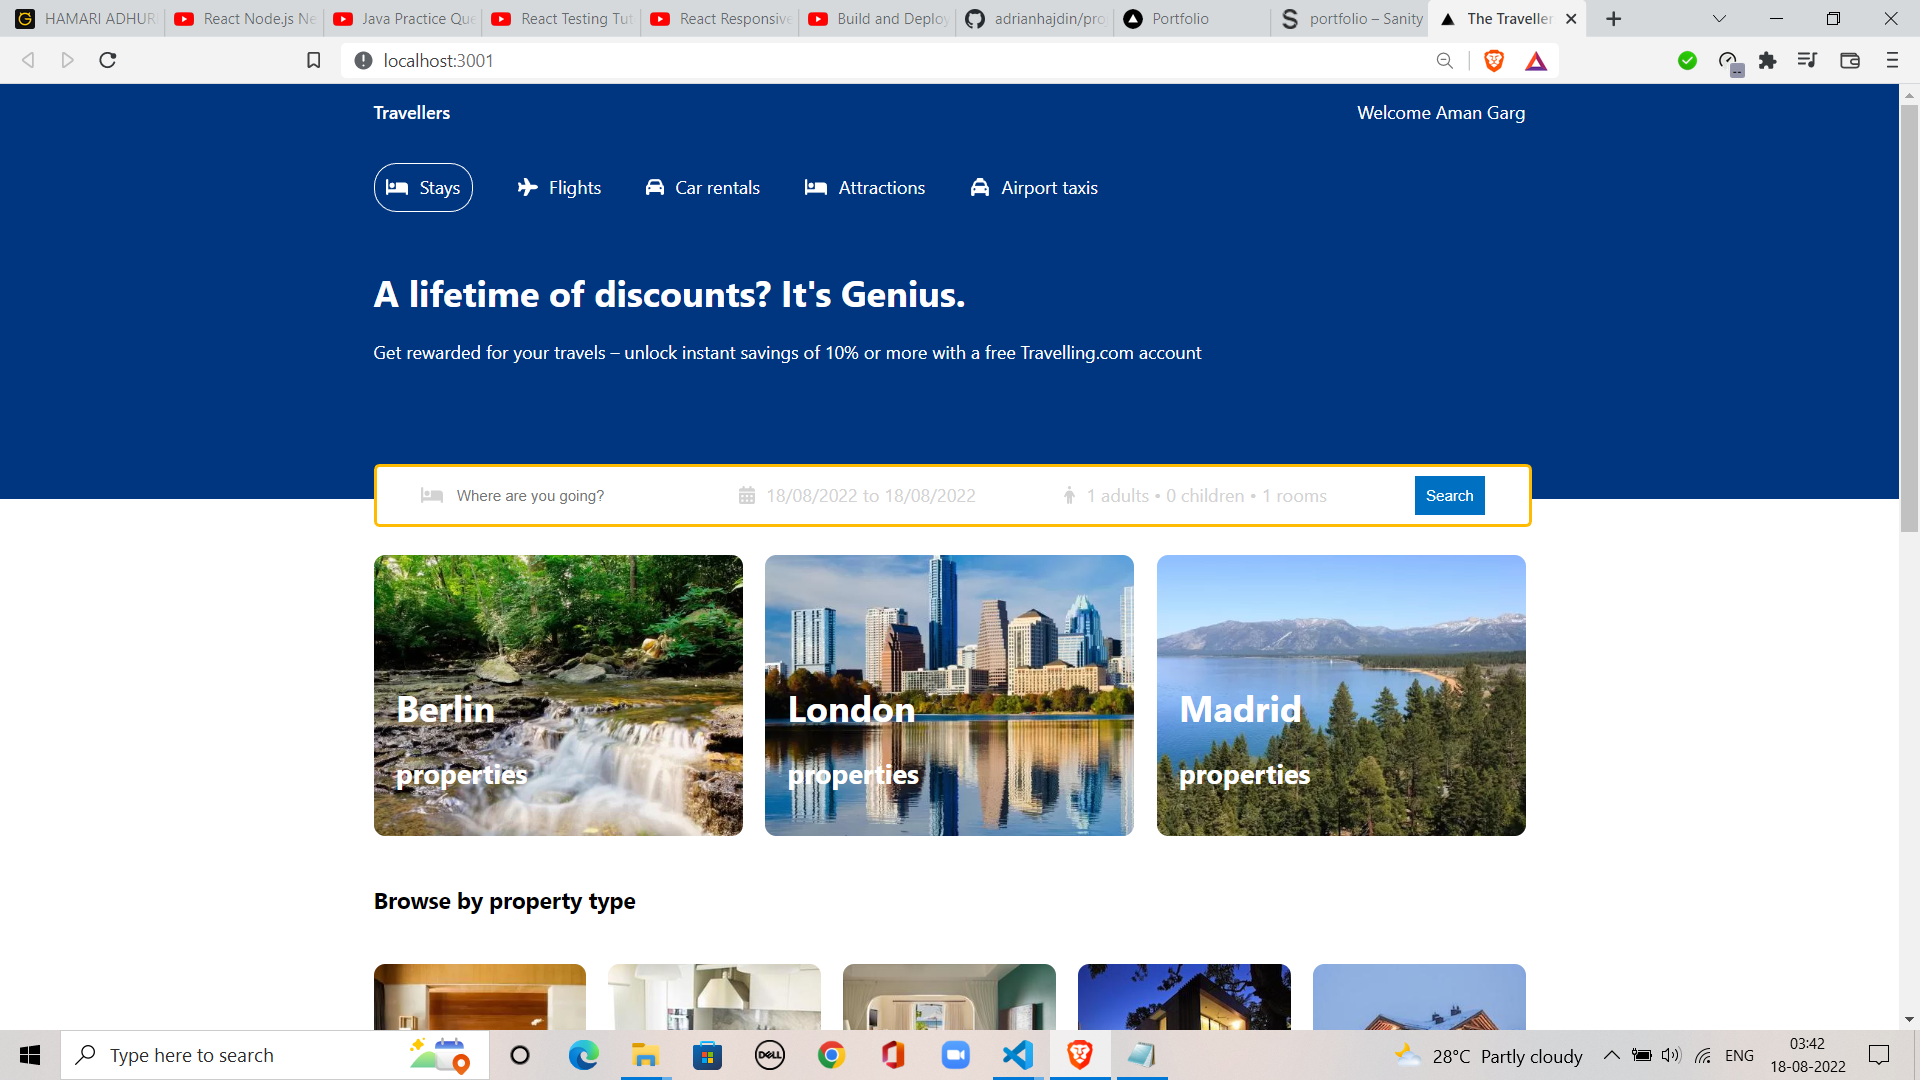 HAMARI ADHUR
React Node.js Ne
Java Practice Que
React Testing Tut
React Responsive
Build and Deploy
adrianhajdin/pro
Portfolio
portfolio – Sanity
The Traveller
localhost:3001
Travellers
Welcome Aman Garg
Stays
Flights
Car rentals
Attractions
Airport taxis
A lifetime of discounts? It's Genius.
Get rewarded for your travels – unlock instant savings of 10% or more with a free Travelling.com account
Where are you going?
18/08/2022 to 18/08/2022
1 adults • 0 children • 1 rooms
Search
Berlin
properties
London
properties
Madrid
properties
Browse by property type
Type here to search
DELL
28°C Partly cloudy
ENG
03:42
18-08-2022